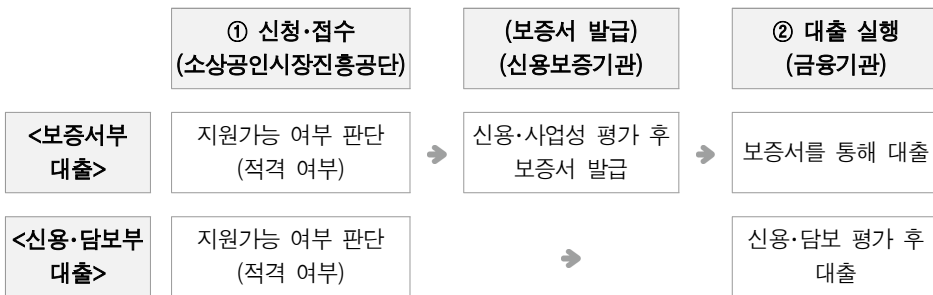 ① 신청·접수
(소상공인시장진흥공단)
(보증서 발급)
(신용보증기관)
② 대출 실행
(금융기관)
<보증서부
대출>
지원가능 여부 판단
(적격 여부)
신용·사업성 평가 후
보증서 발급
보증서를 통해 대출
<신용·담보부
대출>
지원가능 여부 판단
(적격 여부)
신용·담보 평가 후
대출